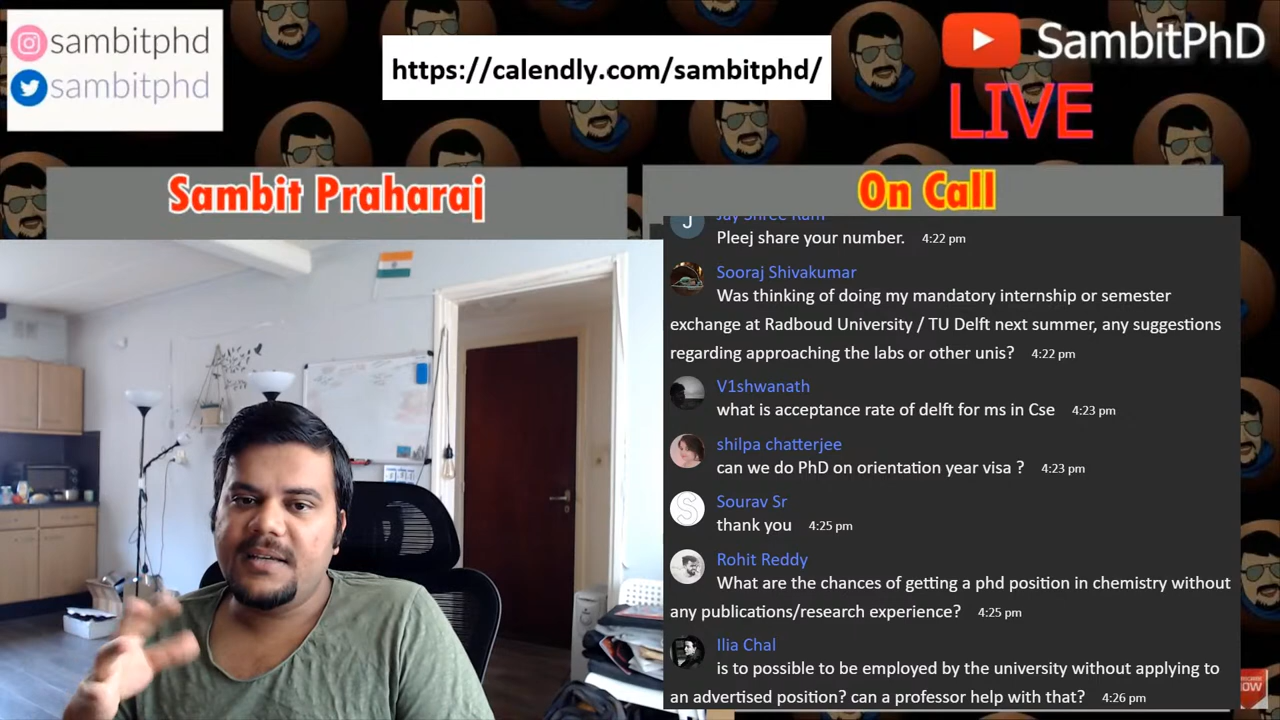 sambitphd
sambitphd
https://calendly.com/sambitphd/
SambitPhD
LIVE
Sambit Praharaj
On Call
Jay Shree Ram
J
Pleej share your number. 4:22 pm
Sooraj Shivakumar
Was thinking of doing my mandatory internship or semester
exchange at Radboud University / TU Delft next summer, any suggestions
regarding approaching the labs or other unis? 4:22 pm
V1shwanath
what is acceptance rate of delft for ms in Cse 4:23 pm
shilpa chatterjee
can we do PhD on orientation year visa ? 4:23 pm
Sourav Sr
S
thank you 4:25 pm
Rohit Reddy
What are the chances of getting a phd position in chemistry without
any publications/research experience? 4:25 pm
Ilia Chal
is to possible to be employed by the university without applying to
an advertised position? can a professor help with that? 4:26 pm